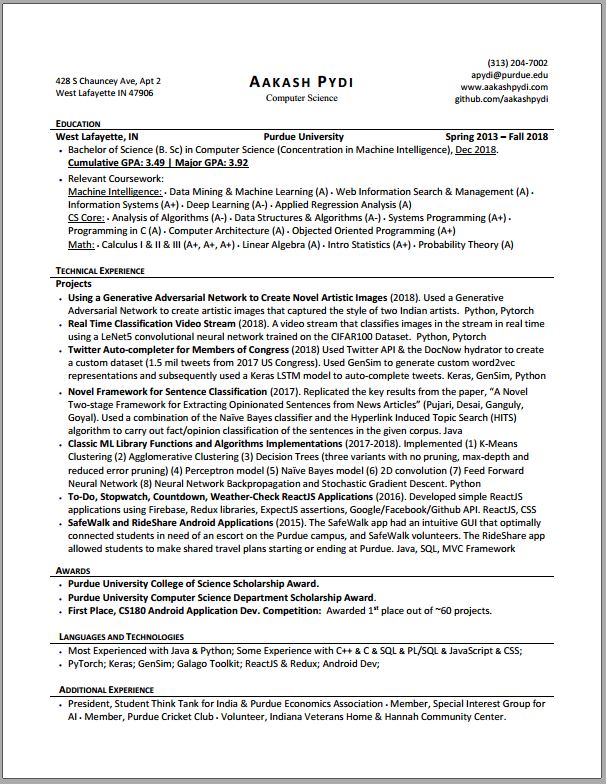 (313) 204-7002
428 S Chauncey Ave, Apt 2
West Lafayette IN 47906
AAKASH PYDI
Computer Science
apydi@purdue.edu
www.aakashpydi.com
github.com/aakashpydi
EDUCATION
West Lafayette, IN Purdue University Spring 2013 – Fall 2018
• Bachelor of Science (B. Sc) in Computer Science (Concentration in Machine Intelligence), Dec 2018.
Cumulative GPA: 3.49 | Major GPA: 3.92
• Relevant Coursework:
Machine Intelligence: • Data Mining & Machine Learning (A) • Web Information Search & Management (A) •
Information Systems (A+) • Deep Learning (A-) • Applied Regression Analysis (A)
CS Core: • Analysis of Algorithms (A-) • Data Structures & Algorithms (A-) • Systems Programming (A+) •
Programming in C (A) • Computer Architecture (A) • Objected Oriented Programming (A+)
Math: • Calculus I & II & III (A+, A+, A+) • Linear Algebra (A) • Intro Statistics (A+) • Probability Theory (A)
TECHNICAL EXPERIENCE
Projects
• Using a Generative Adversarial Network to Create Novel Artistic Images (2018). Used a Generative
Adversarial Network to create artistic images that captured the style of two Indian artists. Python, Pytorch
• Real Time Classification Video Stream (2018). A video stream that classifies images in the stream in real time
using a LeNet5 convolutional neural network trained on the CIFAR100 Dataset. Python, Pytorch
• Twitter Auto-completer for Members of Congress (2018) Used Twitter API & the DocNow hydrator to create
a custom dataset (1.5 mil tweets from 2017 US Congress). Used GenSim to generate custom word2vec
representations and subsequently used a Keras LSTM model to auto-complete tweets. Keras, GenSim, Python
• Novel Framework for Sentence Classification (2017). Replicated the key results from the paper, “A Novel
Two-stage Framework for Extracting Opinionated Sentences from News Articles” (Pujari, Desai, Ganguly,
Goyal). Used a combination of the Naïve Bayes classifier and the Hyperlink Induced Topic Search (HITS)
algorithm to carry out fact/opinion classification of the sentences in the given corpus. Java
• Classic ML Library Functions and Algorithms Implementations (2017-2018). Implemented (1) K-Means
Clustering (2) Agglomerative Clustering (3) Decision Trees (three variants with no pruning, max-depth and
reduced error pruning) (4) Perceptron model (5) Naïve Bayes model (6) 2D convolution (7) Feed Forward
Neural Network (8) Neural Network Backpropagation and Stochastic Gradient Descent. Python
• To-Do, Stopwatch, Countdown, Weather-Check ReactJS Applications (2016). Developed simple ReactJS
applications using Firebase, Redux libraries, ExpectJS assertions, Google/Facebook/Github API. ReactJS, CSS
• SafeWalk and RideShare Android Applications (2015). The SafeWalk app had an intuitive GUI that optimally
connected students in need of an escort on the Purdue campus, and SafeWalk volunteers. The RideShare app
allowed students to make shared travel plans starting or ending at Purdue. Java, SQL, MVC Framework
AWARDS
• Purdue University College of Science Scholarship Award.
• Purdue University Computer Science Department Scholarship Award.
• First Place, CS180 Android Application Dev. Competition: Awarded 1st place out of ~60 projects.
LANGUAGES AND TECHNOLOGIES
• Most Experienced with Java & Python; Some Experience with C++ & C & SQL & PL/SQL & JavaScript & CSS;
• PyTorch; Keras; GenSim; Galago Toolkit; ReactJS & Redux; Android Dev;
ADDITIONAL EXPERIENCE
• President, Student Think Tank for India & Purdue Economics Association • Member, Special Interest Group for
AI • Member, Purdue Cricket Club • Volunteer, Indiana Veterans Home & Hannah Community Center.